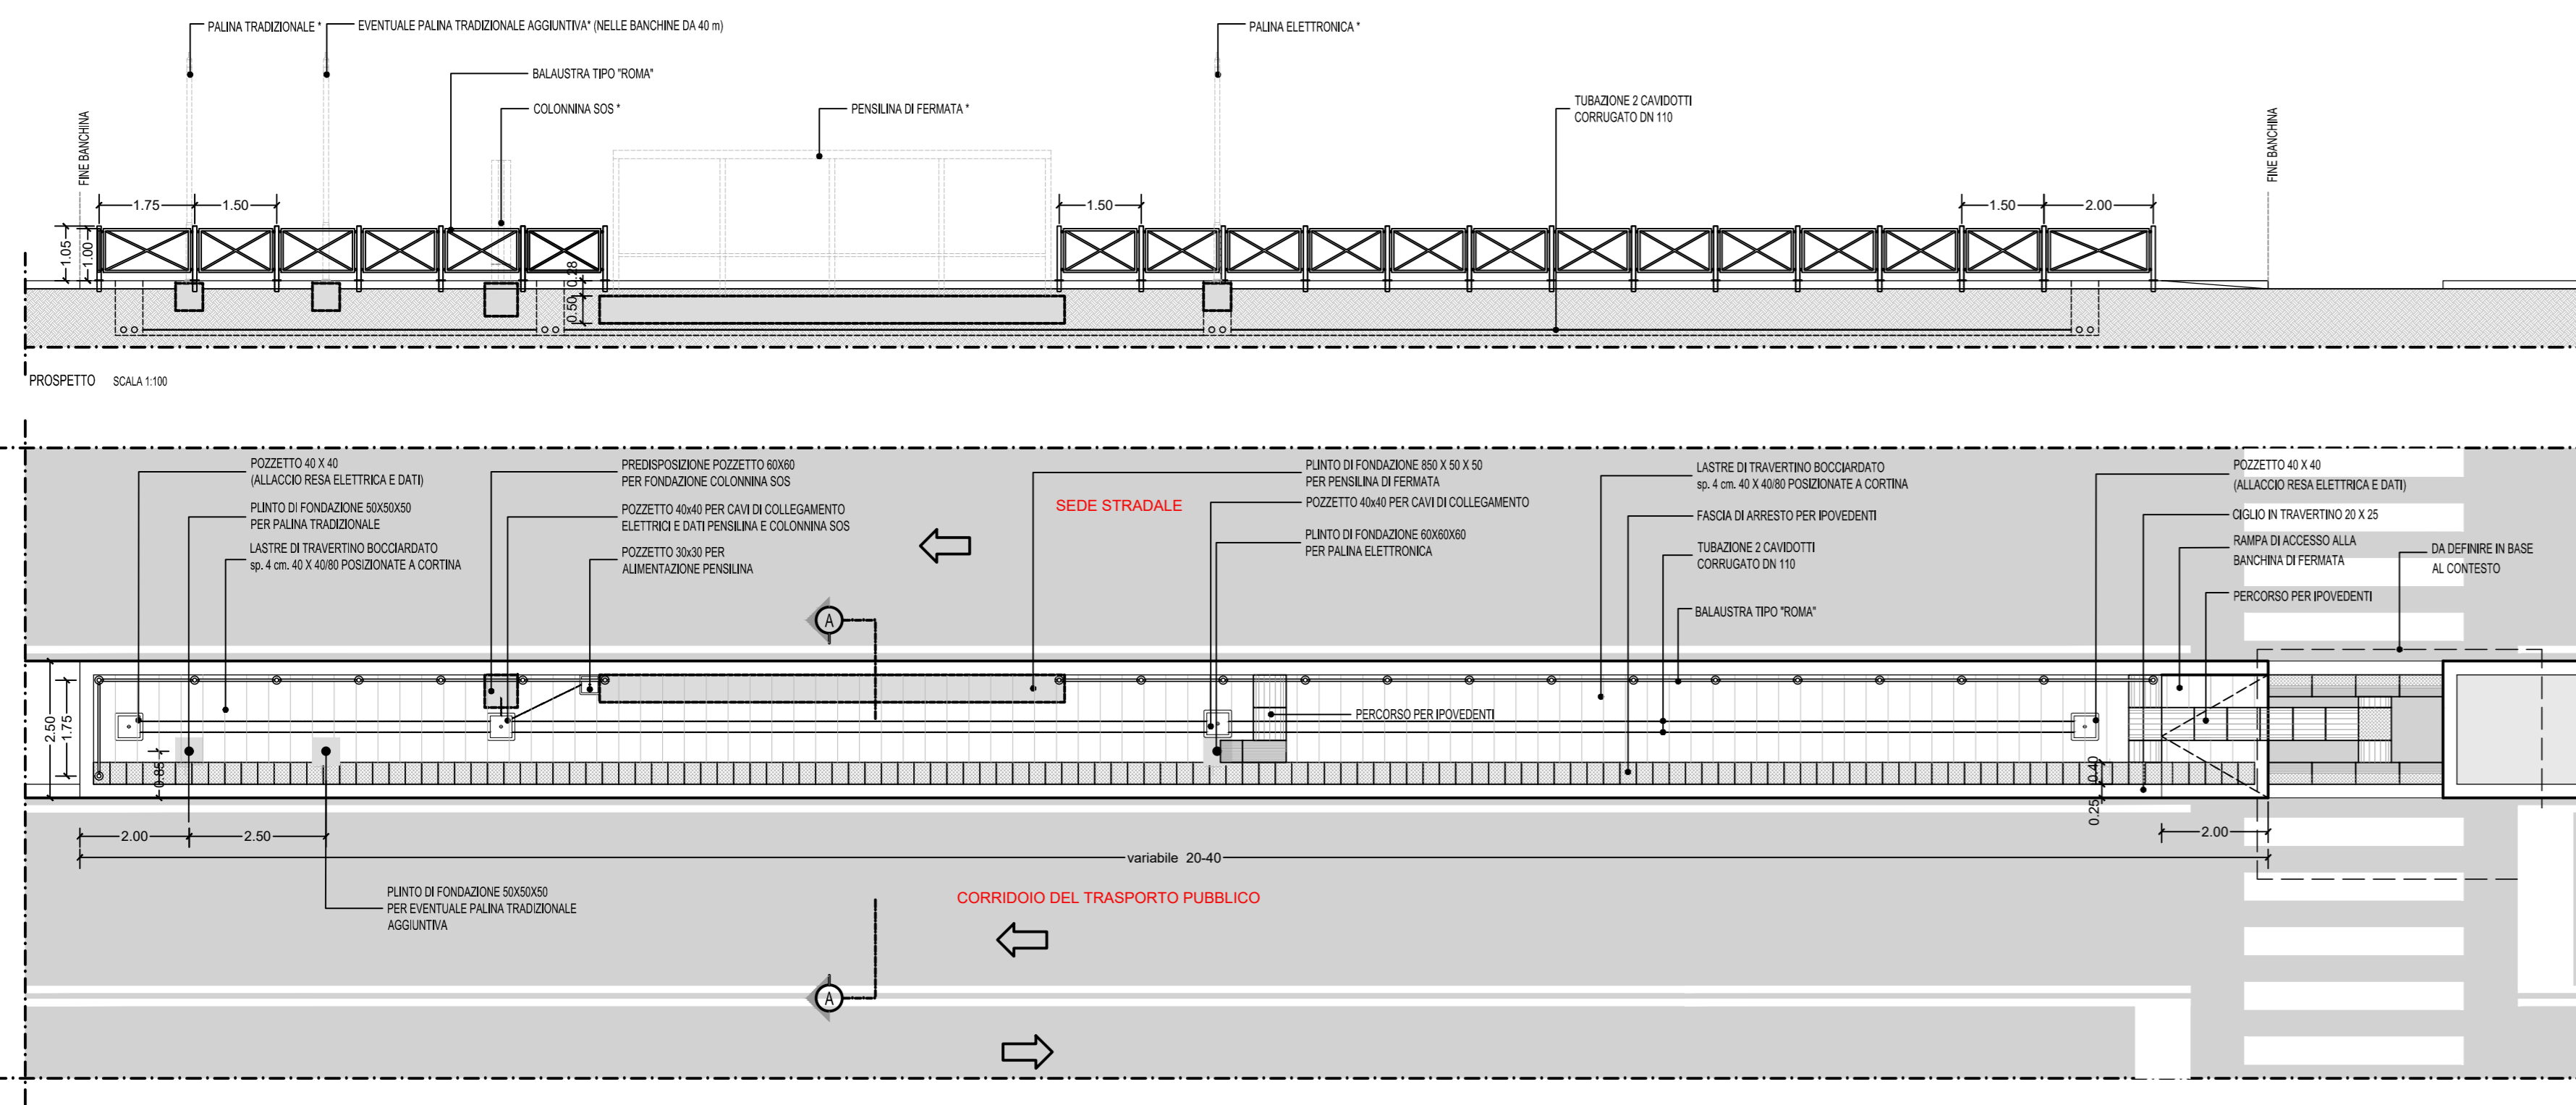 PALINA TRADIZIONALE *
EVENTUALE PALINA TRADIZIONALE AGGIUNTIVA* (NELLE BANCHINE DA 40 m)
PALINA ELETTRONICA *
BALAUSTRA TIPO "ROMA"
COLONNINA SOS *
PENSILINA DI FERMATA *
TUBAZIONE 2 CAVIDOTTI
CORRUGATO DN 110
FINE BANCHINA
FINE BANCHINA
1.75
1.50
1.50
1.50
2.00
1.05
1.00
0.28
0.50
PROSPETTO SCALA 1:100
POZZETTO 40 X 40
(ALLACCIO RESA ELETTRICA E DATI)
PLINTO DI FONDAZIONE 50X50X50
PER PALINA TRADIZIONALE
LASTRE DI TRAVERTINO BOCCIARDATO
sp. 4 cm. 40 X 40/80 POSIZIONATE A CORTINA
PREDISPOSIZIONE POZZETTO 60X60
PER FONDAZIONE COLONNINA SOS
POZZETTO 40x40 PER CAVI DI COLLEGAMENTO
ELETTRICI E DATI PENSILINA E COLONNINA SOS
POZZETTO 30x30 PER
ALIMENTAZIONE PENSILINA
SEDE STRADALE
PLINTO DI FONDAZIONE 850 X 50 X 50
PER PENSILINA DI FERMATA
POZZETTO 40x40 PER CAVI DI COLLEGAMENTO
PLINTO DI FONDAZIONE 60X60X60
PER PALINA ELETTRONICA
LASTRE DI TRAVERTINO BOCCIARDATO
sp. 4 cm. 40 X 40/80 POSIZIONATE A CORTINA
FASCIA DI ARRESTO PER IPOVEDENTI
TUBAZIONE 2 CAVIDOTTI
CORRUGATO DN 110
BALAUSTRA TIPO "ROMA"
POZZETTO 40 X 40
(ALLACCIO RESA ELETTRICA E DATI)
CIGLIO IN TRAVERTINO 20 X 25
RAMPA DI ACCESSO ALLA
BANCHINA DI FERMATA
PERCORSO PER IPOVEDENTI
DA DEFINIRE IN BASE
AL CONTESTO
A
PERCORSO PER IPOVEDENTI
2.50
1.75
0.85
0.40
0.25
2.00
2.50
2.00
variabile 20-40
PLINTO DI FONDAZIONE 50X50X50
PER EVENTUALE PALINA TRADIZIONALE
AGGIUNTIVA
CORRIDOIO DEL TRASPORTO PUBBLICO
A